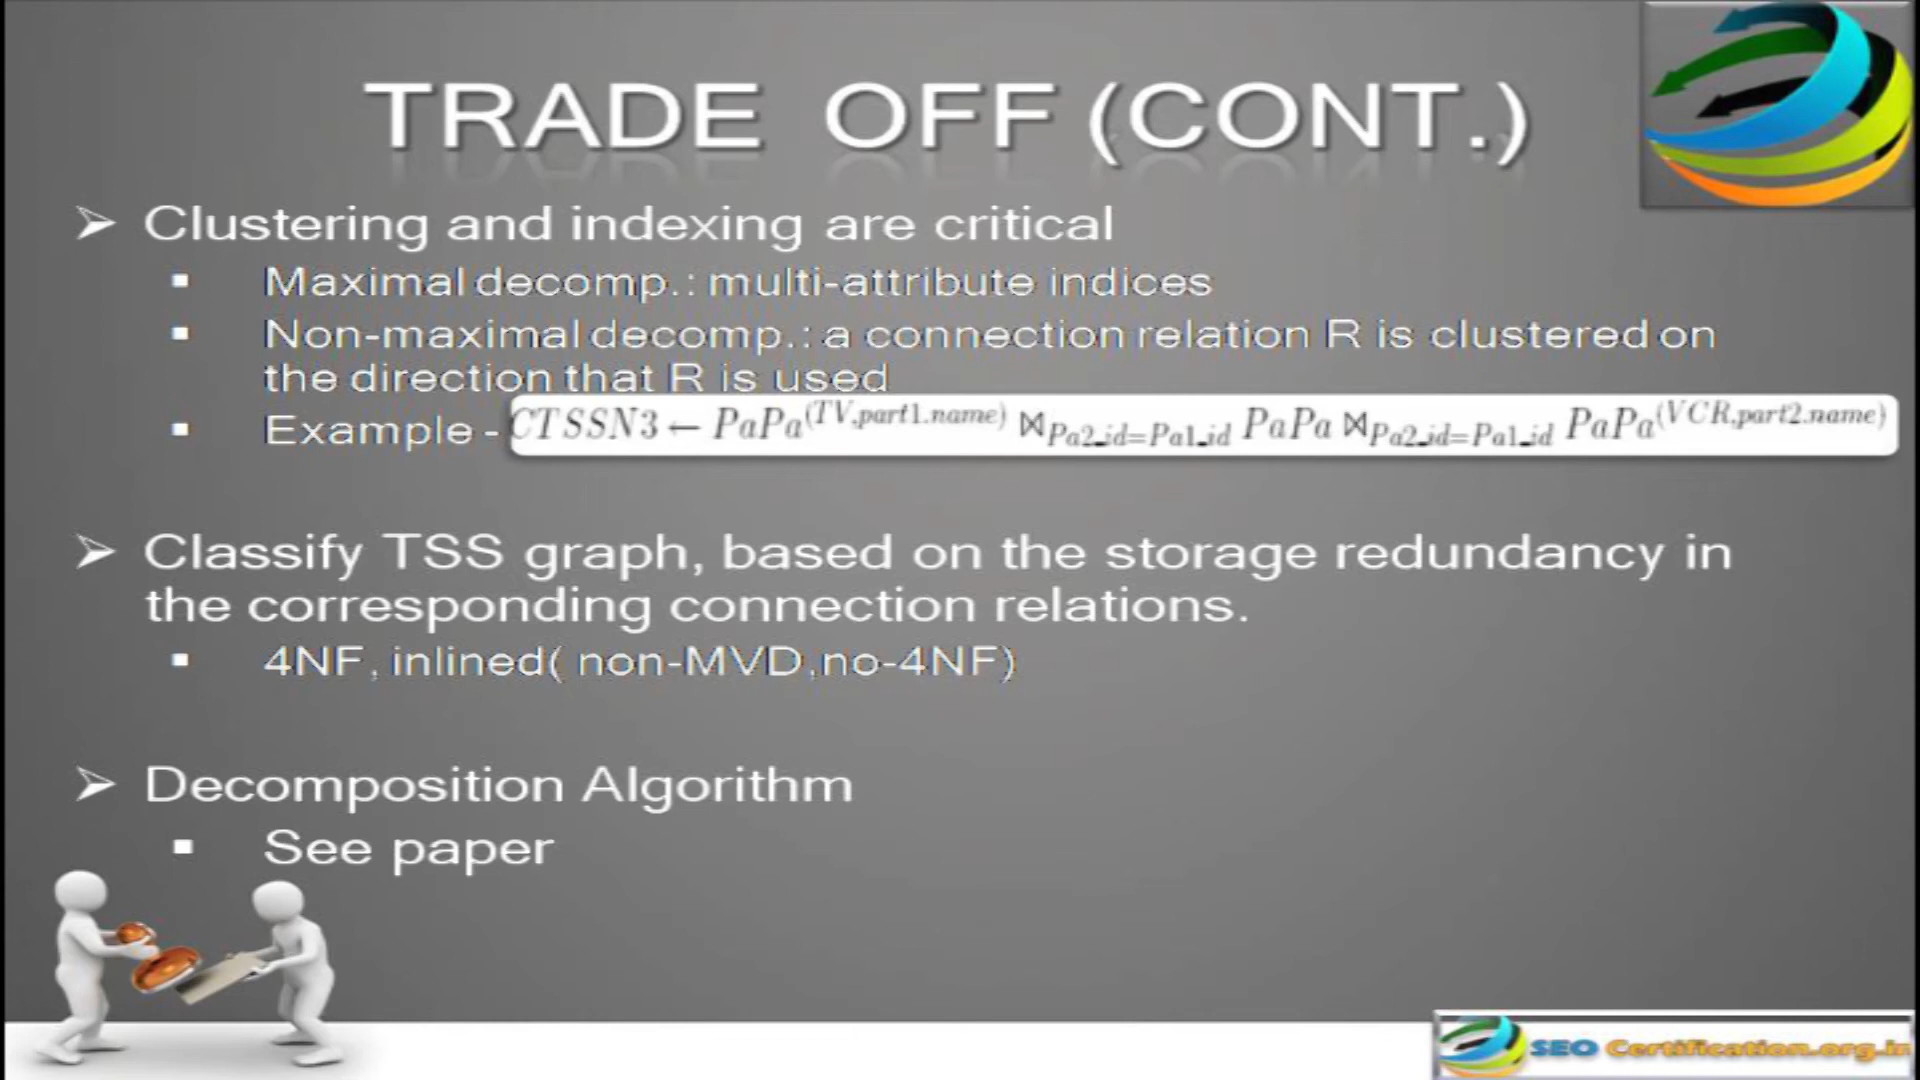 TRADE OFF (CONT.)
Clustering and indexing are critical
Maximal decomp.: multi-attribute indices
Non-maximal decomp.: a connection relation R is clustered on
the direction that R is used
Example - CTSSN3 ← PaPa^(TV,part1.name) ⋈_Pa2_id=Pa1_id PaPa ⋈_Pa2_id=Pa1_id PaPa^(VCR,part2.name)
Classify TSS graph, based on the storage redundancy in
the corresponding connection relations.
4NF, inlined( non-MVD,no-4NF)
Decomposition Algorithm
See paper
SEO Certification.org.in